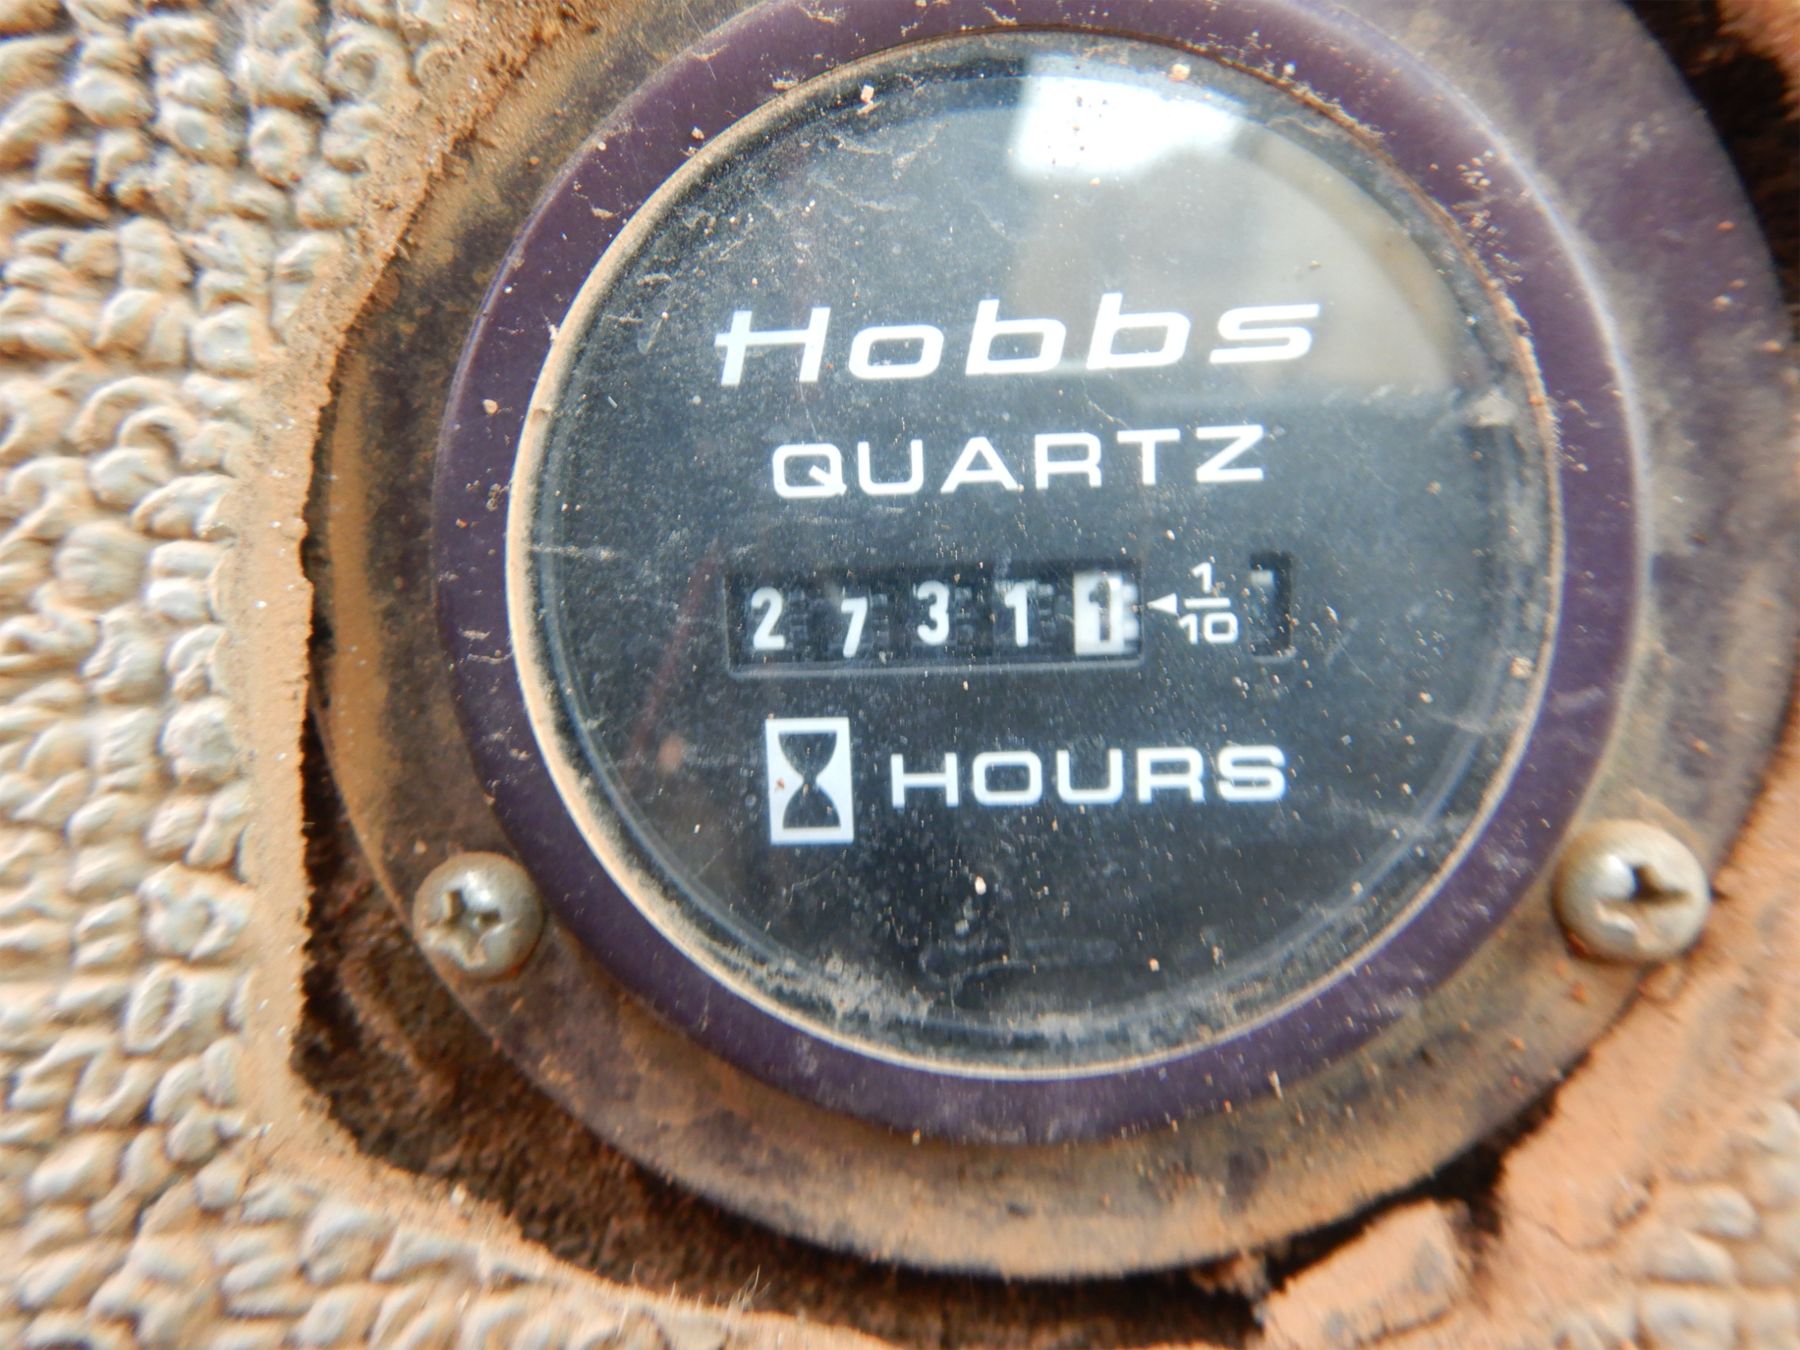 Hobbs
QUARTZ
27311 ◄ 1/10
HOURS